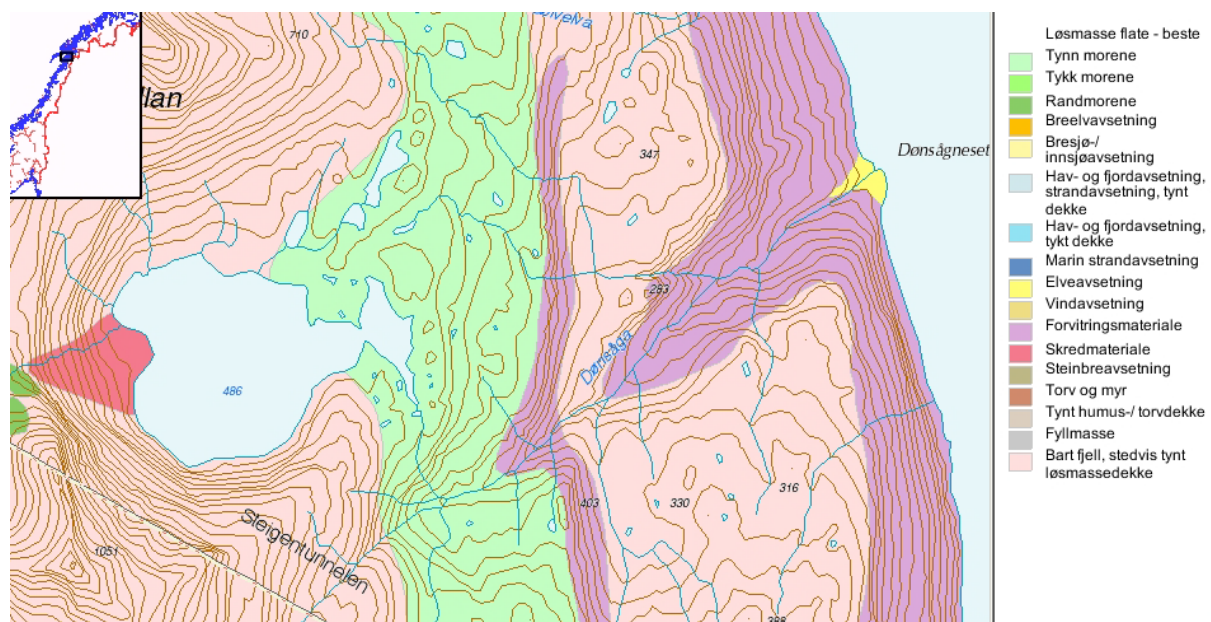 710
llan
347
Dønsågneset
283
Dønsåga
486
403
330
316
Steigentunnelen
1051
Løsmasse flate - beste
Tynn morene
Tykk morene
Randmorene
Breelvavsetning
Bresjø-/
innsjøavsetning
Hav- og fjordavsetning,
strandavsetning, tynt
dekke
Hav- og fjordavsetning,
tykt dekke
Marin strandavsetning
Elveavsetning
Vindavsetning
Forvitringsmateriale
Skredmateriale
Steinbreavsetning
Torv og myr
Tynt humus-/ torvdekke
Fyllmasse
Bart fjell, stedvis tynt
løsmassedekke